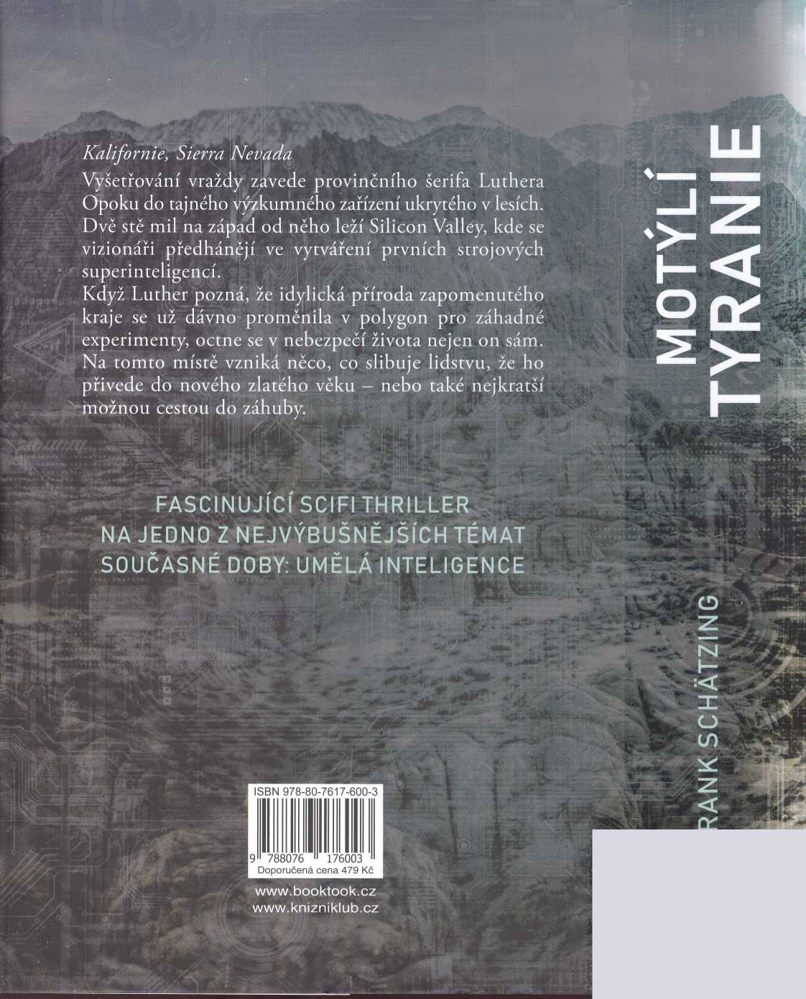 Kalifornie, Sierra Nevada
Vyšetřování vraždy zavede provinčního šerifa Luthera
Opoku do tajného výzkumného zařízení ukrytého v lesích.
Dvě stě mil na západ od něho leží Silicon Valley, kde se
vizionáři předhánějí ve vytváření prvních strojových
superinteligencí.
Když Luther pozná, že idylická příroda zapomenutého
kraje se už dávno proměnila v polygon pro záhadné
experimenty, octne se v nebezpečí života nejen on sám.
Na tomto místě vzniká něco, co slibuje lidstvu, že ho
přivede do nového zlatého věku – nebo také nejkratší
možnou cestou do záhuby.
FASCINUJÍCÍ SCIFI THRILLER
NA JEDNO Z NEJVÝBUŠNĚJŠÍCH TÉMAT
SOUČASNÉ DOBY: UMĚLÁ INTELIGENCE
ISBN 978-80-7617-600-3
9 788076 176003
Doporučená cena 479 Kč
www.booktook.cz
www.knizniklub.cz
MOTÝLÍ
TYRANIE
RANK SCHÄTZING